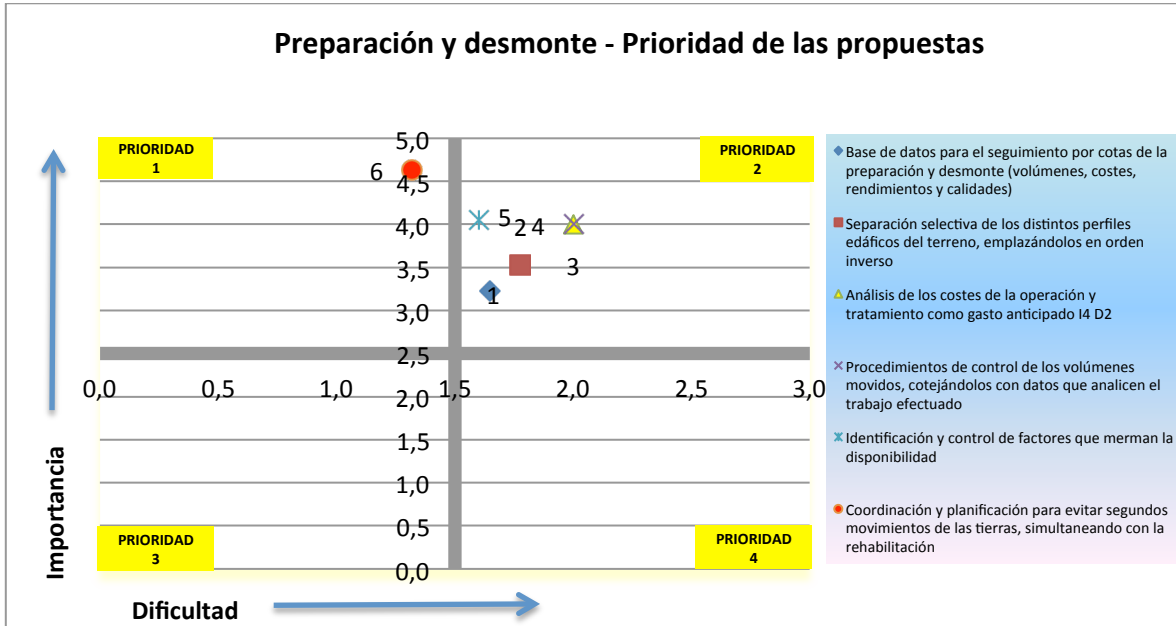 Preparación y desmonte - Prioridad de las propuestas
PRIORIDAD
1
PRIORIDAD
2
5,0
4,5
4,0
3,5
3,0
2,5
2,0
1,5
1,0
0,5
0,0
6
5
2
4
3
1
0,0
0,5
1,0
1,5
2,0
2,5
3,0
PRIORIDAD
3
PRIORIDAD
4
Importancia
Dificultad
Base de datos para el seguimiento por cotas de la
preparación y desmonte (volúmenes, costes,
rendimientos y calidades)
Separación selectiva de los distintos perfiles
edáficos del terreno, emplazándolos en orden
inverso
Análisis de los costes de la operación y
tratamiento como gasto anticipado I4 D2
Procedimientos de control de los volúmenes
movidos, cotejándolos con datos que analicen el
trabajo efectuado
Identificación y control de factores que merman la
disponibilidad
Coordinación y planificación para evitar segundos
movimientos de las tierras, simultaneando con la
rehabilitación